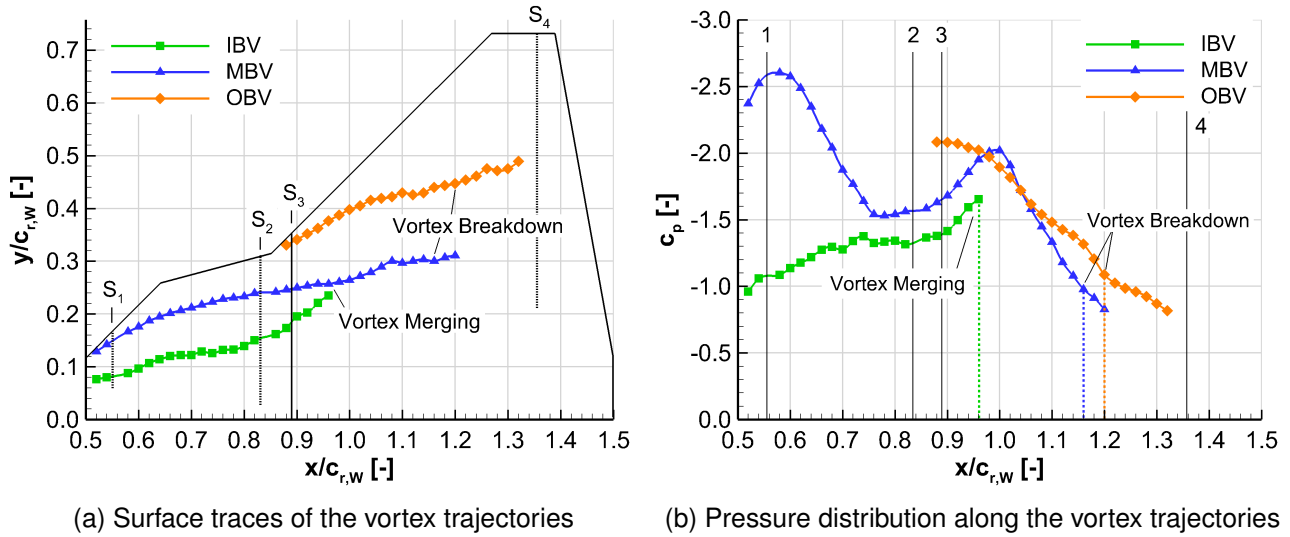 S₄
IBV
MBV
OBV
S₃
S₂
S₁
Vortex Breakdown
Vortex Merging
0.7
0.6
0.5
0.4
0.3
0.2
0.1
0.0
y/c_r,W [-]
0.5 0.6 0.7 0.8 0.9 1.0 1.1 1.2 1.3 1.4 1.5
x/c_r,W [-]
(a) Surface traces of the vortex trajectories
1 2 3
IBV
MBV
OBV
4
Vortex Breakdown
Vortex Merging
-3.0
-2.5
-2.0
-1.5
-1.0
-0.5
0.0
c_p [-]
0.5 0.6 0.7 0.8 0.9 1.0 1.1 1.2 1.3 1.4 1.5
x/c_r,W [-]
(b) Pressure distribution along the vortex trajectories